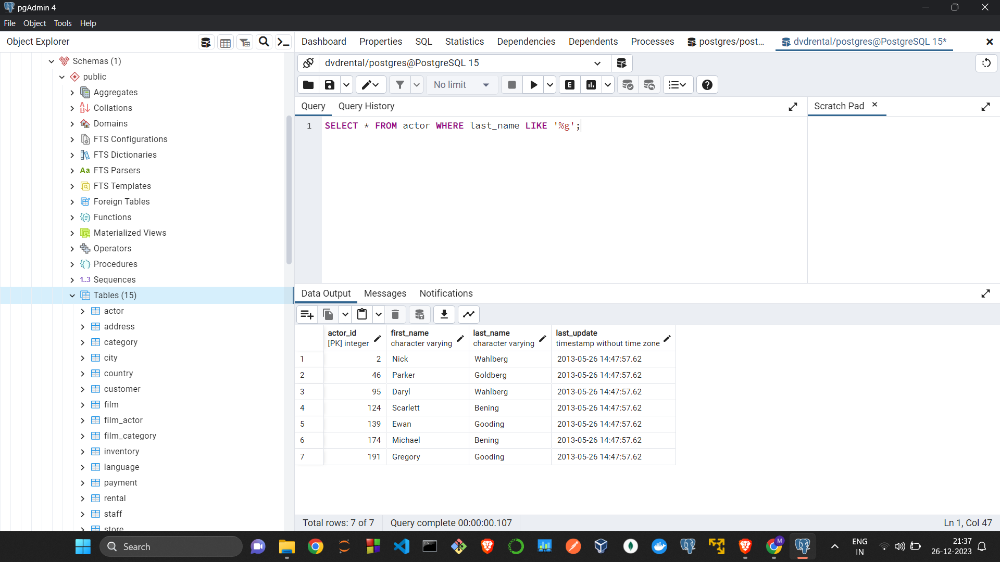 pgAdmin 4
File Object Tools Help
Object Explorer
Dashboard Properties SQL Statistics Dependencies Dependents Processes postgres/post... dvdrental/postgres@PostgreSQL 15*
Schemas (1)
public
Aggregates
Collations
Domains
FTS Configurations
FTS Dictionaries
Aa FTS Parsers
FTS Templates
Foreign Tables
Functions
Materialized Views
Operators
Procedures
1..3 Sequences
Tables (15)
actor
address
category
city
country
customer
film
film_actor
film_category
inventory
language
payment
rental
staff
store
dvdrental/postgres@PostgreSQL 15
No limit
E
Query Query History
Scratch Pad
1 SELECT * FROM actor WHERE last_name LIKE '%g';
Data Output Messages Notifications
actor_id first_name last_name last_update
[PK] integer character varying character varying timestamp without time zone
1 2 Nick Wahlberg 2013-05-26 14:47:57.62
2 46 Parker Goldberg 2013-05-26 14:47:57.62
3 95 Daryl Wahlberg 2013-05-26 14:47:57.62
4 124 Scarlett Bening 2013-05-26 14:47:57.62
5 139 Ewan Gooding 2013-05-26 14:47:57.62
6 174 Michael Bening 2013-05-26 14:47:57.62
7 191 Gregory Gooding 2013-05-26 14:47:57.62
Total rows: 7 of 7 Query complete 00:00:00.107 Ln 1, Col 47
Search
M
ENG
IN
21:37
26-12-2023